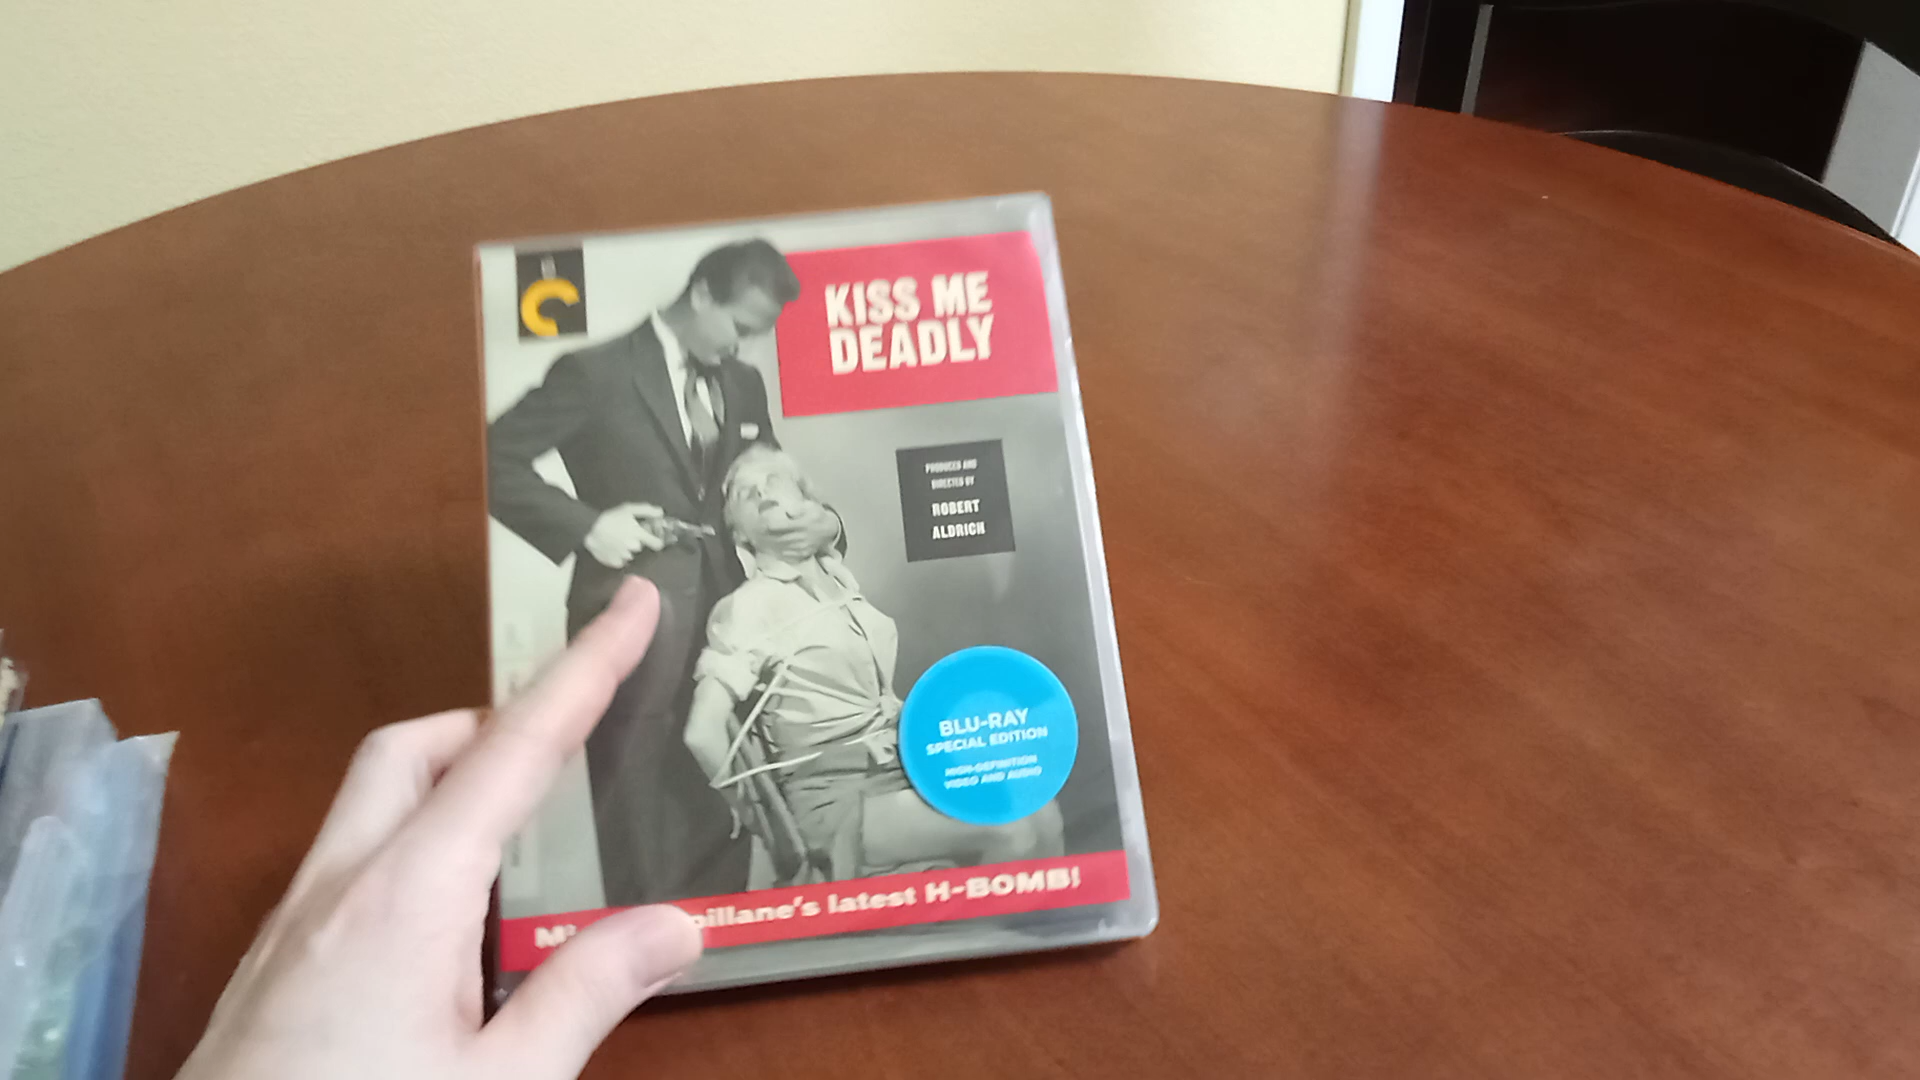 KISS ME
DEADLY
PRODUCED AND
DIRECTED BY
ROBERT
ALDRICH
BLU-RAY
SPECIAL EDITION
HIGH-DEFINITION
VIDEO AND AUDIO
pillane's latest H-BOMB!